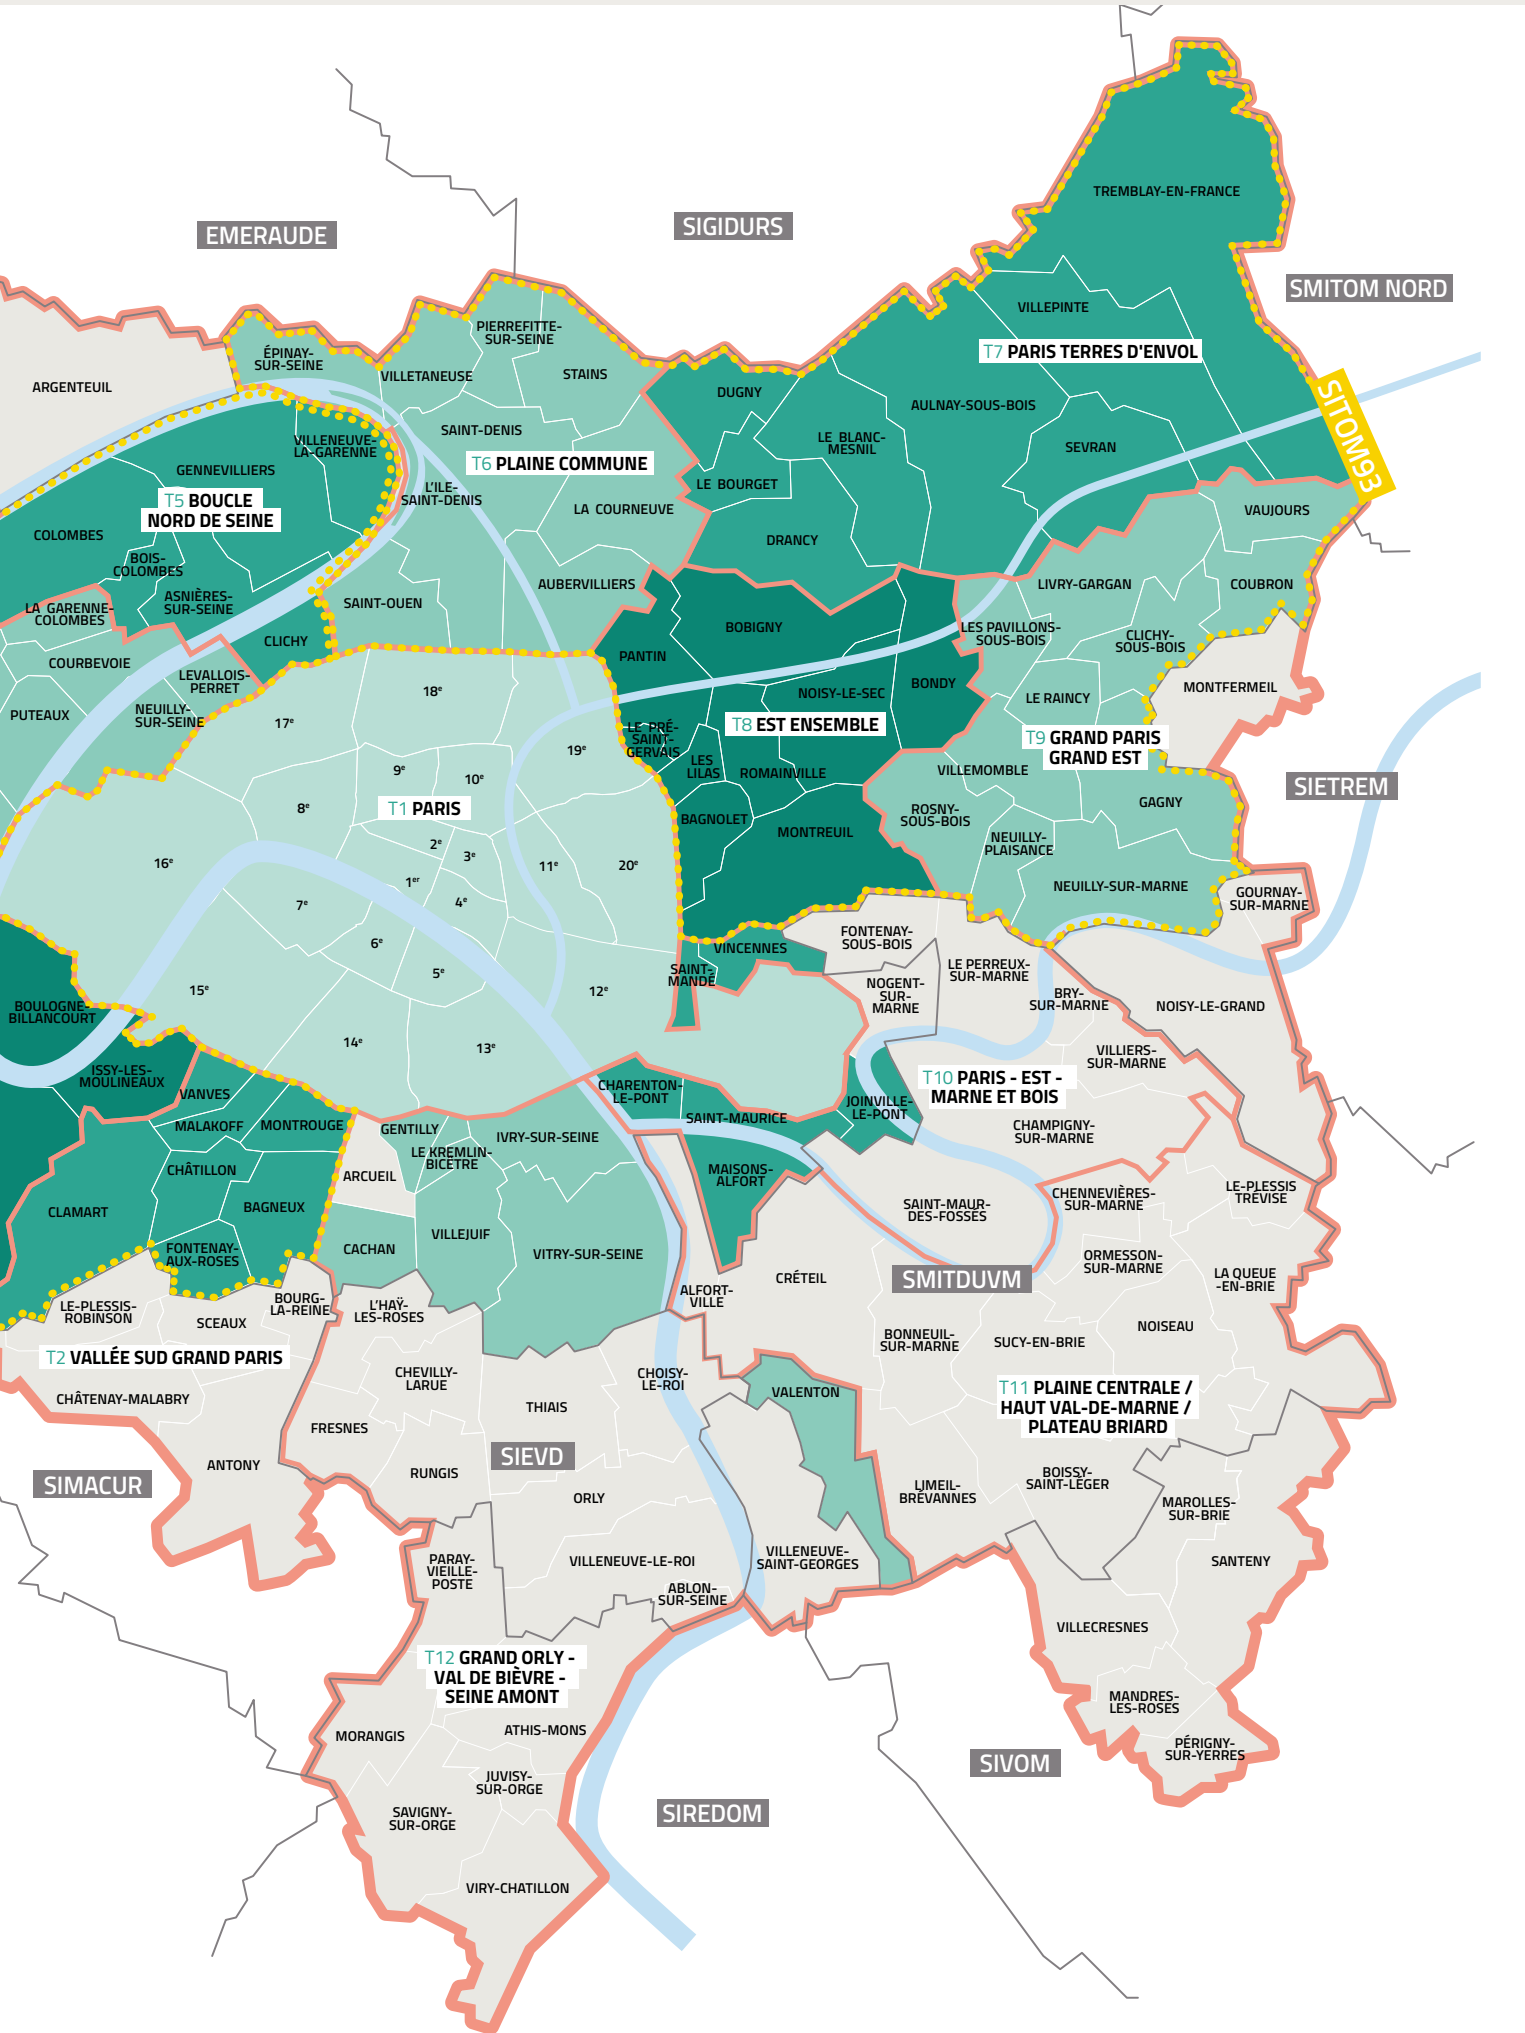 TREMBLAY-EN-FRANCE
EMERAUDE
SIGIDURS
SMITOM NORD
VILLEPINTE
T7 PARIS TERRES D'ENVOL
PIERREFITTE-
SUR-SEINE
ÉPINAY-
SUR-SEINE
VILLETANEUSE
STAINS
ARGENTEUIL
DUGNY
AULNAY-SOUS-BOIS
SITOM93
SAINT-DENIS
LE BLANC-
MESNIL
SEVRAN
VILLENEUVE-
LA-GARENNE
T6 PLAINE COMMUNE
GENNEVILLIERS
LE BOURGET
L'ILE-
SAINT-DENIS
T5 BOUCLE
NORD DE SEINE
LA COURNEUVE
VAUJOURS
COLOMBES
DRANCY
BOIS-
COLOMBES
AUBERVILLIERS
LIVRY-GARGAN
COUBRON
ASNIÈRES-
SUR-SEINE
SAINT-OUEN
LA GARENNE-
COLOMBES
BOBIGNY
LES PAVILLONS-
SOUS-BOIS
CLICHY-
SOUS-BOIS
CLICHY
PANTIN
COURBEVOIE
LEVALLOIS-
PERRET
18e
NOISY-LE-SEC
BONDY
LE RAINCY
MONTFERMEIL
PUTEAUX
NEUILLY-
SUR-SEINE
17e
LE PRÉ-
SAINT-
GERVAIS
T8 EST ENSEMBLE
T9 GRAND PARIS
GRAND EST
19e
9e
10e
LES
LILAS
ROMAINVILLE
VILLEMOMBLE
SIETREM
8e
T1 PARIS
GAGNY
ROSNY-
SOUS-BOIS
BAGNOLET
MONTREUIL
NEUILLY-
PLAISANCE
2e
3e
16e
11e
20e
1er
NEUILLY-SUR-MARNE
GOURNAY-
SUR-MARNE
7e
4e
6e
FONTENAY-
SOUS-BOIS
VINCENNES
5e
SAINT-
MANDÉ
LE PERREUX-
SUR-MARNE
15e
12e
NOGENT-
SUR-
MARNE
BRY-
SUR-MARNE
NOISY-LE-GRAND
BOULOGNE-
BILLANCOURT
14e
13e
VILLIERS-
SUR-MARNE
ISSY-LES-
MOULINEAUX
VANVES
CHARENTON-
LE-PONT
T10 PARIS - EST -
MARNE ET BOIS
JOINVILLE-
LE-PONT
MALAKOFF
MONTROUGE
GENTILLY
IVRY-SUR-SEINE
SAINT-MAURICE
CHAMPIGNY-
SUR-MARNE
LE KREMLIN-
BICÊTRE
CHÂTILLON
ARCUEIL
MAISONS-
ALFORT
CLAMART
BAGNEUX
SAINT-MAUR-
DES-FOSSÉS
CHENNEVIÈRES-
SUR-MARNE
LE-PLESSIS
TRÉVISE
FONTENAY-
AUX-ROSES
CACHAN
VILLEJUIF
VITRY-SUR-SEINE
ORMESSON-
SUR-MARNE
CRÉTEIL
SMITDUVM
LA QUEUE
-EN-BRIE
LE-PLESSIS-
ROBINSON
BOURG-
LA-REINE
L'HAŸ-
LES-ROSES
ALFORT-
VILLE
SCEAUX
BONNEUIL-
SUR-MARNE
SUCY-EN-BRIE
NOISEAU
T2 VALLÉE SUD GRAND PARIS
CHEVILLY-
LARUE
CHOISY-
LE-ROI
VALENTON
CHÂTENAY-MALABRY
THIAIS
T11 PLAINE CENTRALE /
HAUT VAL-DE-MARNE /
PLATEAU BRIARD
FRESNES
SIEVD
ANTONY
RUNGIS
SIMACUR
ORLY
LIMEIL-
BRÉVANNES
BOISSY-
SAINT-LÉGER
MAROLLES-
SUR-BRIE
PARAY-
VIEILLE-
POSTE
VILLENEUVE-LE-ROI
VILLENEUVE-
SAINT-GEORGES
SANTENY
ABLON-
SUR-SEINE
VILLECRESNES
T12 GRAND ORLY -
VAL DE BIÈVRE -
SEINE AMONT
MANDRES-
LES-ROSES
MORANGIS
ATHIS-MONS
PÉRIGNY-
SUR-YERRES
SIVOM
JUVISY-
SUR-ORGE
SAVIGNY-
SUR-ORGE
SIREDOM
VIRY-CHATILLON